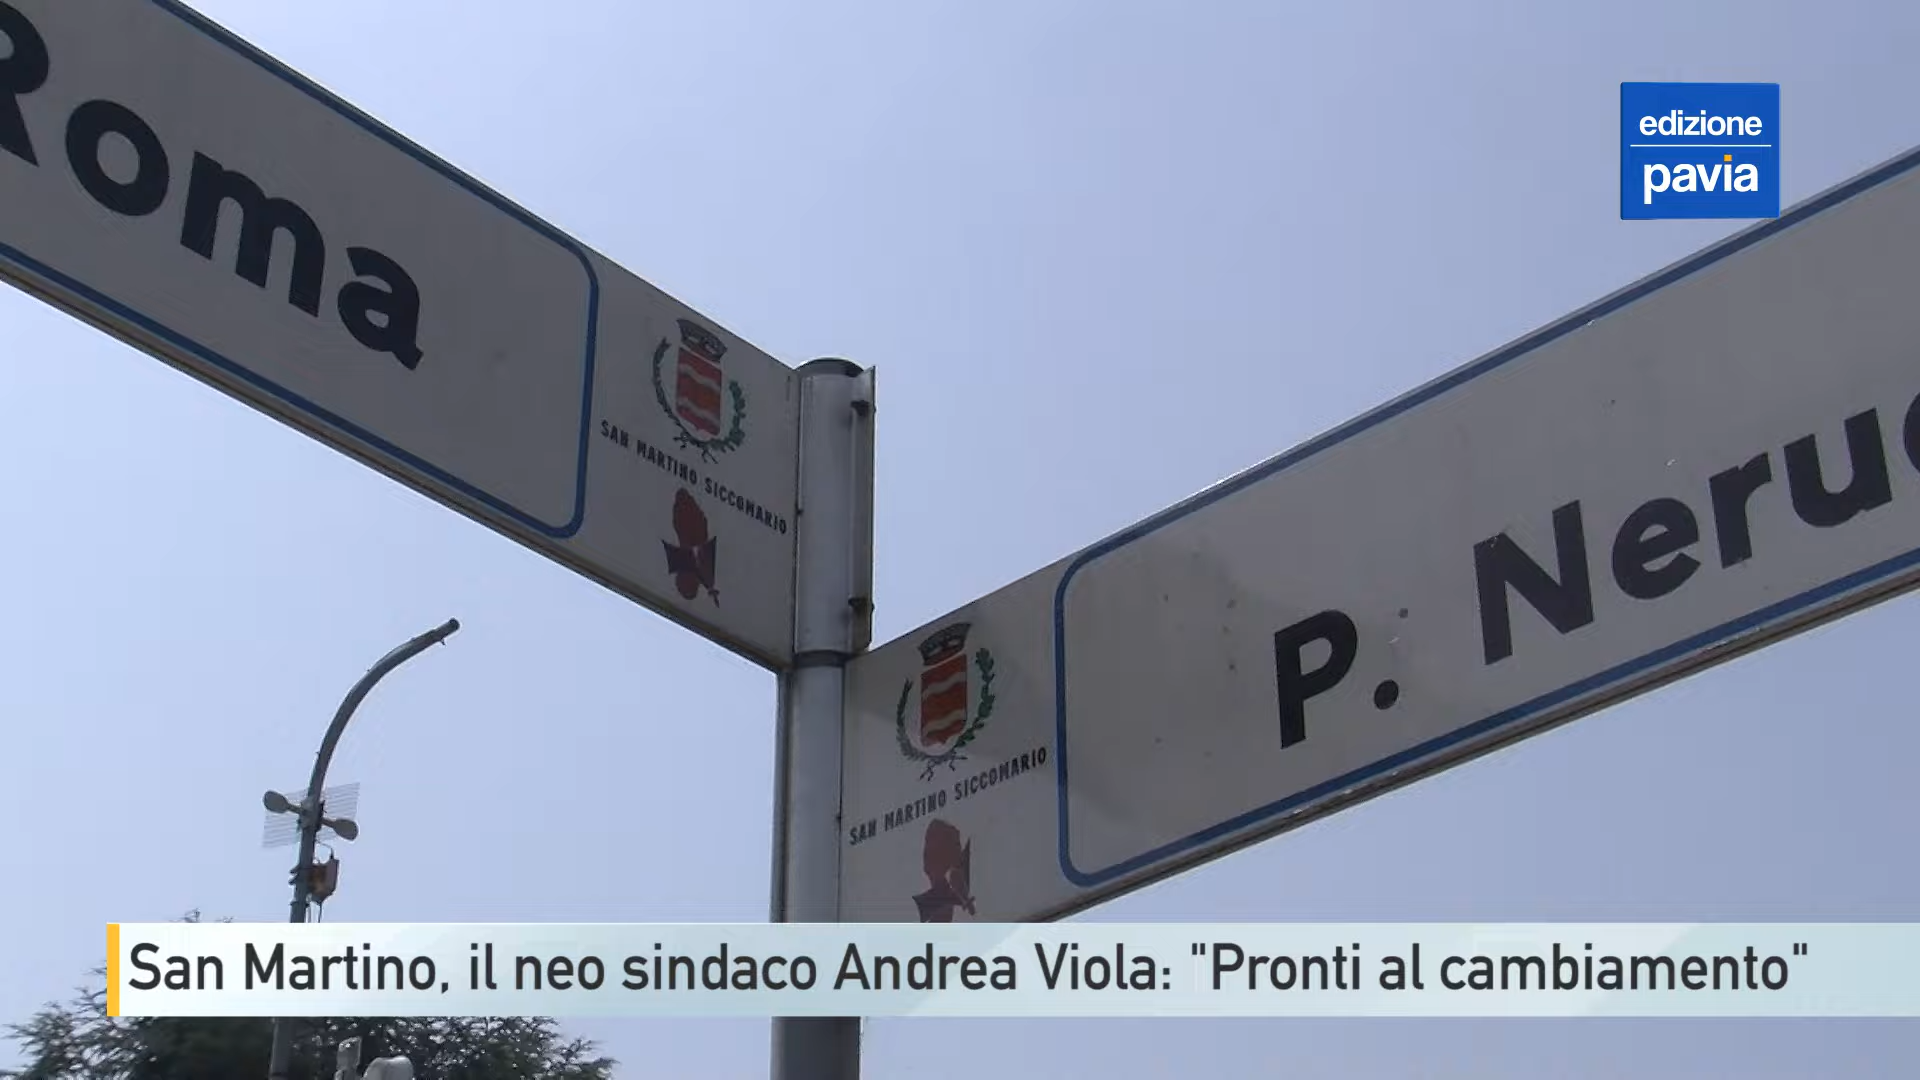 Roma
SAN MARTINO SICCOMARIO
edizione
pavia
P. Neru
SAN MARTINO SICCOMARIO
San Martino, il neo sindaco Andrea Viola: "Pronti al cambiamento"